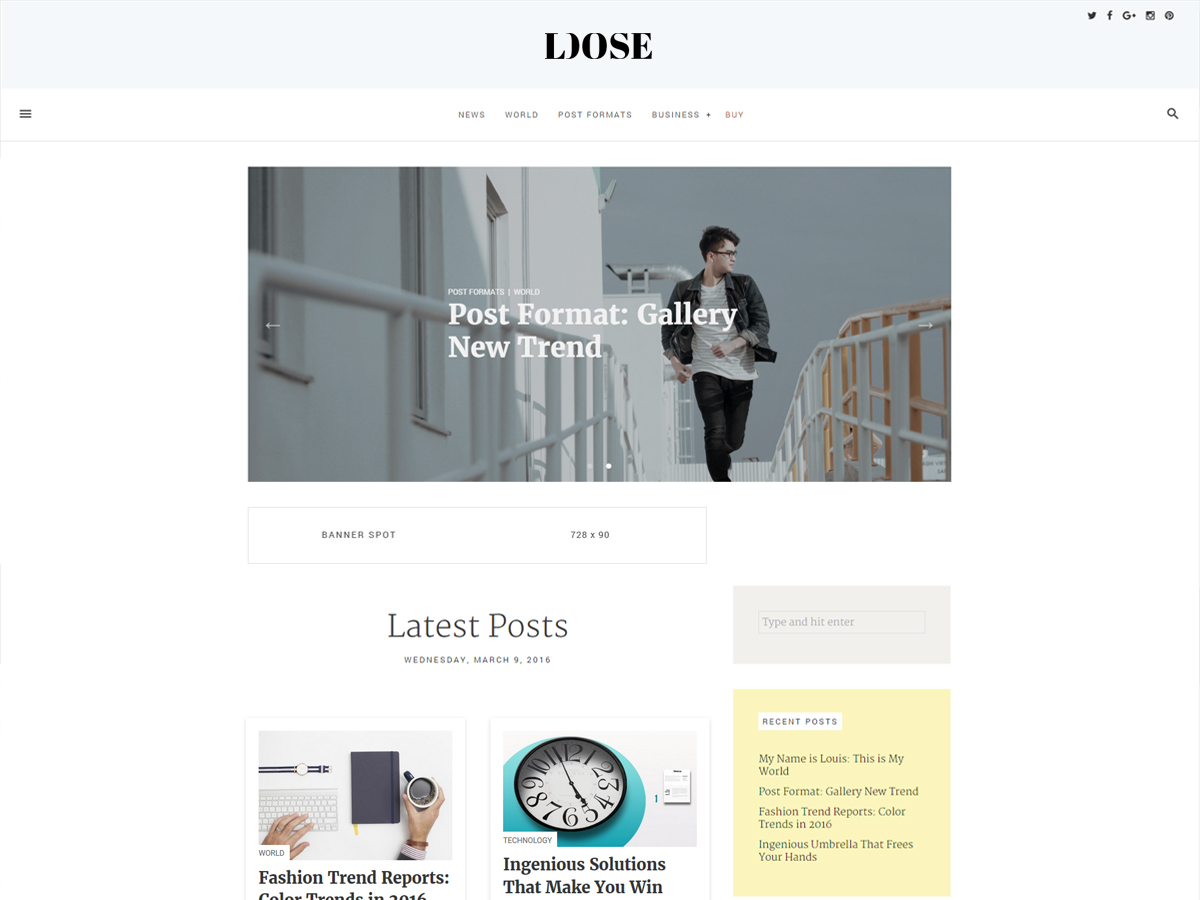 LOOSE
NEWS WORLD POST FORMATS BUSINESS + BUY
POST FORMATS | WORLD
Post Format: Gallery
New Trend
BANNER SPOT 728 x 90
Latest Posts
WEDNESDAY, MARCH 9, 2016
Type and hit enter
RECENT POSTS
My Name is Louis: This is My
World
Post Format: Gallery New Trend
Fashion Trend Reports: Color
Trends in 2016
Ingenious Umbrella That Frees
Your Hands
WORLD
Fashion Trend Reports:
Color Trends in 2016
TECHNOLOGY
Ingenious Solutions
That Make You Win